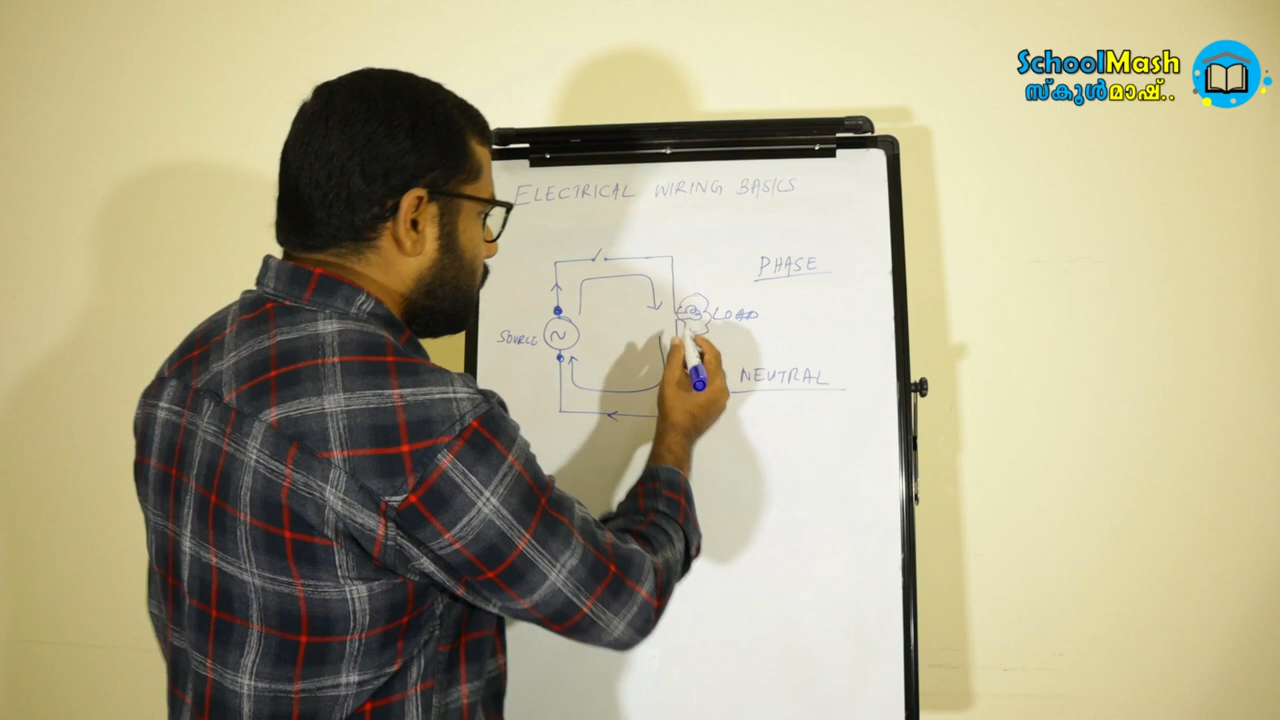 SchoolMash
സ്കൂൾമാഷ്..
ELECTRICAL WIRING BASICS
PHASE
LOAD
SOURCE
NEUTRAL